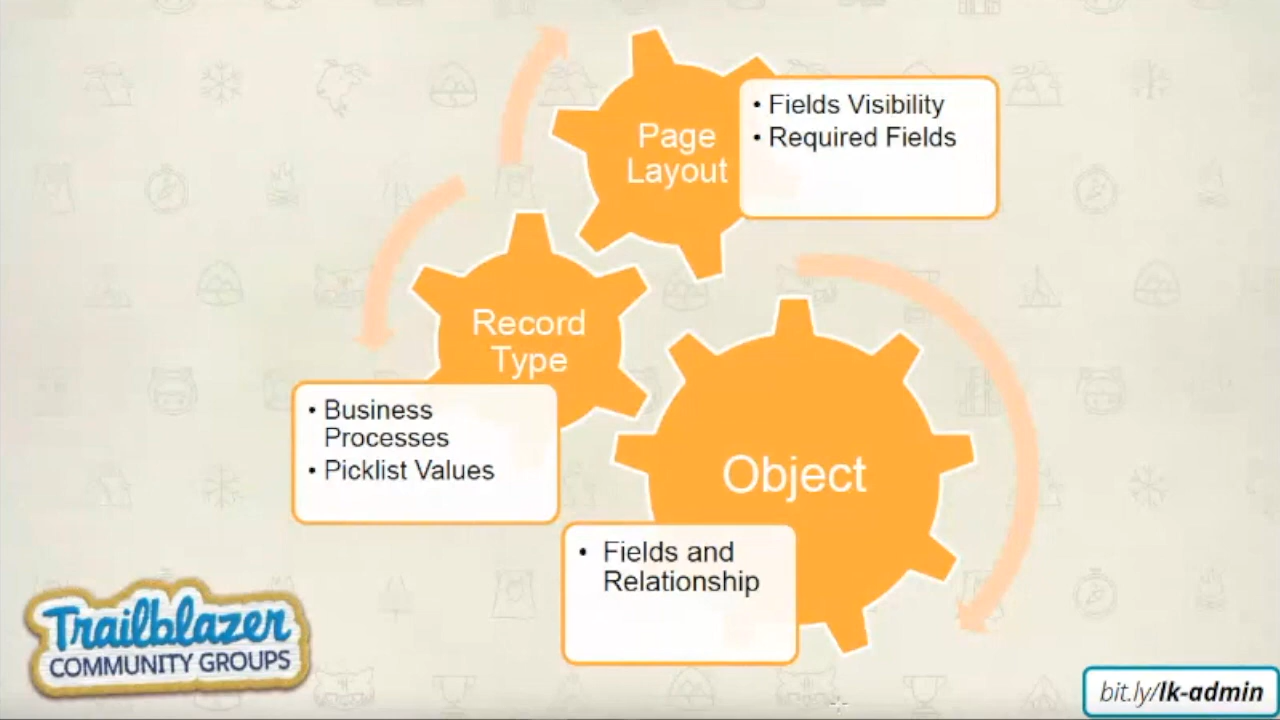 Page
Layout
• Fields Visibility
• Required Fields
Record
Type
• Business
Processes
• Picklist Values
Object
• Fields and
Relationship
Trailblazer
COMMUNITY GROUPS
bit.ly/lk-admin